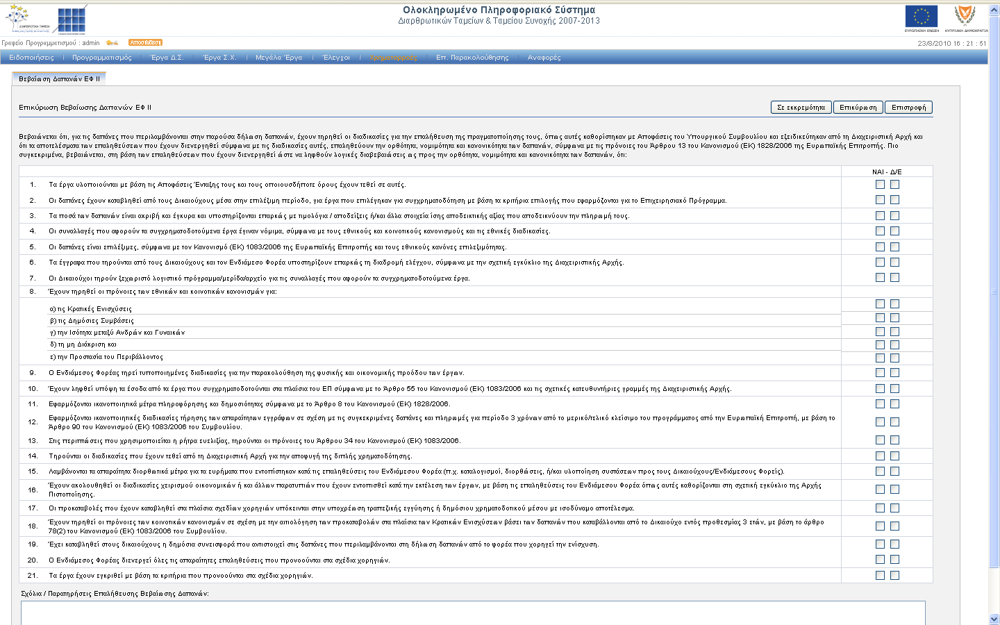 Ολοκληρωμένο Πληροφοριακό Σύστημα
Διαρθρωτικών Ταμείων & Ταμείου Συνοχής 2007-2013
ΔΙΑΡΘΡΩΤΙΚΑ ΤΑΜΕΙΑ
ΕΥΡΩΠΑΪΚΗ ΕΝΩΣΗ
ΚΥΠΡΙΑΚΗ ΔΗΜΟΚΡΑΤΙΑ
Γραφείο Προγραμματισμού : admin
Αποσύνδεση
23/8/2010 16 : 21 : 51
Ειδοποιήσεις | Προγραμματισμός | Έργα Δ.Σ. | Έργα Σ.Χ. | Μεγάλα Έργα | Έλεγχοι | Χρηματορροές | Επ. Παρακολούθησης | Αναφορές
Βεβαίωση Δαπανών ΕΦ ΙΙ
Επικύρωση Βεβαίωσης Δαπανών ΕΦ ΙΙ
Σε εκκρεμότητα Επικύρωση Επιστροφή
Βεβαιώνεται ότι, για τις δαπάνες που περιλαμβάνονται στην παρούσα δήλωση δαπανών, έχουν τηρηθεί οι διαδικασίες για την επαλήθευση της πραγματοποίησης τους, όπως αυτές καθορίστηκαν με Αποφάσεις του Υπουργικού Συμβουλίου και εξειδικεύτηκαν από τη Διαχειριστική Αρχή και
ότι τα αποτελέσματα των επαληθεύσεων που έχουν διενεργηθεί σύμφωνα με τις διαδικασίες αυτές, επαληθεύουν την ορθότητα, νομιμότητα και κανονικότητα των δαπανών, σύμφωνα με τις πρόνοιες του Άρθρου 13 του Κανονισμού (ΕΚ) 1828/2006 της Ευρωπαϊκής Επιτροπής. Πιο
συγκεκριμένα, βεβαιώνεται, στη βάση των επαληθεύσεων που έχουν διενεργηθεί ώστε να ληφθούν λογικές διαβεβαιώσεις ως προς την ορθότητα, νομιμότητα και κανονικότητα των δαπανών, ότι:
ΝΑΙ - Δ/Ε
1. Τα έργα υλοποιούνται με βάση τις Αποφάσεις Ένταξης τους και τους οποιουσδήποτε όρους έχουν τεθεί σε αυτές.
2. Οι δαπάνες έχουν καταβληθεί από τους Δικαιούχους μέσα στην επιλέξιμη περίοδο, για έργα που επιλέγηκαν για συγχρηματοδότηση με βάση τα κριτήρια επιλογής που εφαρμόζονται για το Επιχειρησιακό Πρόγραμμα.
3. Τα ποσά των δαπανών είναι ακριβή και έγκυρα και υποστηρίζονται επαρκώς με τιμολόγια / αποδείξεις ή/και άλλα στοιχεία ίσης αποδεικτικής αξίας που αποδεικνύουν την πληρωμή τους.
4. Οι συναλλαγές που αφορούν τα συγχρηματοδοτούμενα έργα έγιναν νόμιμα, σύμφωνα με τους εθνικούς και κοινοτικούς κανονισμούς και τις εθνικές διαδικασίες.
5. Οι δαπάνες είναι επιλέξιμες, σύμφωνα με τον Κανονισμό (ΕΚ) 1083/2006 της Ευρωπαϊκής Επιτροπής και τους εθνικούς κανόνες επιλεξιμότητας.
6. Τα έγγραφα που τηρούνται από τους Δικαιούχους και τον Ενδιάμεσο Φορέα υποστηρίζουν επαρκώς τη διαδρομή ελέγχου, σύμφωνα με την σχετική εγκύκλιο της Διαχειριστικής Αρχής.
7. Οι Δικαιούχοι τηρούν ξεχωριστό λογιστικό πρόγραμμα/μερίδα/αρχείο για τις συναλλαγές που αφορούν τα συγχρηματοδοτούμενα έργα.
8. Έχουν τηρηθεί οι πρόνοιες των εθνικών και κοινοτικών κανονισμών για:
α) τις Κρατικές Ενισχύσεις
β) τις Δημόσιες Συμβάσεις
γ) την Ισότητα μεταξύ Ανδρών και Γυναικών
δ) τη μη Διάκριση και
ε) την Προστασία του Περιβάλλοντος
9. Ο Ενδιάμεσος Φορέας τηρεί τυποποιημένες διαδικασίες για την παρακολούθηση της φυσικής και οικονομικής προόδου των έργων.
10. Έχουν ληφθεί υπόψη τα έσοδα από τα έργα που συγχρηματοδοτούνται στα πλαίσια του ΕΠ σύμφωνα με το Άρθρο 55 του Κανονισμού (ΕΚ) 1083/2006 και τις σχετικές κατευθυντήριες γραμμές της Διαχειριστικής Αρχής.
11. Εφαρμόζονται ικανοποιητικά μέτρα πληροφόρησης και δημοσιότητας σύμφωνα με το Άρθρο 8 του Κανονισμού (ΕΚ) 1828/2006.
12. Εφαρμόζονται ικανοποιητικές διαδικασίες τήρησης των απαραίτητων εγγράφων σε σχέση με τις συγκεκριμένες δαπάνες και πληρωμές για περίοδο 3 χρόνων από το μερικό/τελικό κλείσιμο του προγράμματος από την Ευρωπαϊκή Επιτροπή, με βάση το
Άρθρο 90 του Κανονισμού (ΕΚ) 1083/2006 του Συμβουλίου.
13. Στις περιπτώσεις που χρησιμοποιείται η ρήτρα ευελιξίας, τηρούνται οι πρόνοιες του Άρθρου 34 του Κανονισμού (ΕΚ) 1083/2006.
14. Τηρούνται οι διαδικασίες που έχουν τεθεί από τη Διαχειριστική Αρχή για την αποφυγή της διπλής χρηματοδότησης.
15. Λαμβάνονται τα απαραίτητα διορθωτικά μέτρα για τα ευρήματα που εντοπίστηκαν κατά τις επαληθεύσεις του Ενδιάμεσου Φορέα (π.χ. καταλογισμοί, διορθώσεις, ή/και υλοποίηση συστάσεων προς τους Δικαιούχους/Ενδιάμεσους Φορείς).
16. Έχουν ακολουθηθεί οι διαδικασίες χειρισμού οικονομικών ή και άλλων παρατυπιών που έχουν εντοπισθεί κατά την εκτέλεση των έργων, με βάση τις επαληθεύσεις του Ενδιάμεσου Φορέα όπως αυτές καθορίζονται στη σχετική εγκύκλιο της Αρχής
Πιστοποίησης.
17. Οι προκαταβολές που έχουν καταβληθεί στα πλαίσια σχεδίων χορηγιών υπόκεινται στην υποχρέωση τραπεζικής εγγύησης ή δημόσιου χρηματοδοτικού μέσου με ισοδύναμο αποτέλεσμα.
18. Έχουν τηρηθεί οι πρόνοιες των κοινοτικών κανονισμών σε σχέση με την αιτιολόγηση των προκαταβολών στα πλαίσια των Κρατικών Ενισχύσεων βάσει των δαπανών που καταβάλλονται από το Δικαιούχο εντός προθεσμίας 3 ετών, με βάση το άρθρο
78(2) του Κανονισμού (ΕΚ) 1083/2006 του Συμβουλίου.
19. Έχει καταβληθεί στους δικαιούχους η δημόσια συνεισφορά που αντιστοιχεί στις δαπάνες που περιλαμβάνονται στη δήλωση δαπανών από το φορέα που χορηγεί την ενίσχυση.
20. Ο Ενδιάμεσος Φορέας διενεργεί όλες τις απαραίτητες επαληθεύσεις που προνοούνται στα σχέδια χορηγιών.
21. Τα έργα έχουν εγκριθεί με βάση τα κριτήρια που προνοούνται στα σχέδια χορηγιών.
Σχόλια / Παρατηρήσεις Επαλήθευσης Βεβαίωσης Δαπανών: